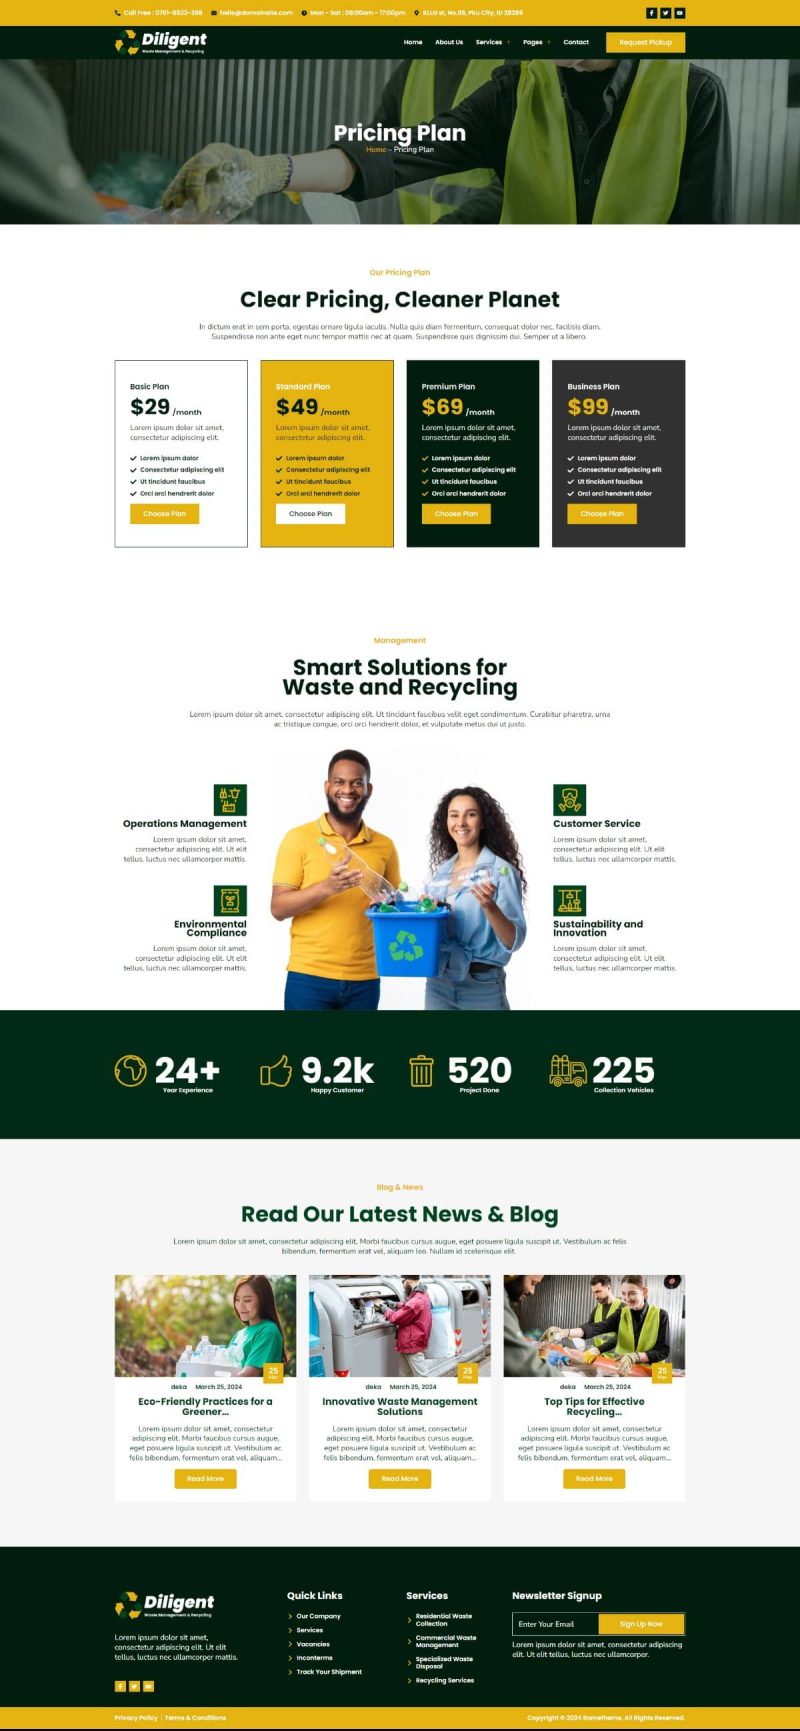 Call Free : 0761-8523-398 hello@domainsite.com Mon - Sat : 08:00am - 17:00pm KLLG st, No.99, Pku City, ID 28289
Diligent
Waste Management & Recycling
Home About Us Services + Pages + Contact Request Pickup
Pricing Plan
Home – Pricing Plan
Our Pricing Plan
Clear Pricing, Cleaner Planet
In dictum erat in sem porta, egestas ornare ligula iaculis. Nulla quis diam fermentum, consequat dolor nec, facilisis diam.
Suspendisse non ante eget nunc tempor mattis nec at quam. Suspendisse quis dignissim dui. Semper ut a libero.
Basic Plan
$29 /month
Lorem ipsum dolor sit amet,
consectetur adipiscing elit.
Lorem ipsum dolor
Consectetur adipiscing elit
Ut tincidunt faucibus
Orci orci hendrerit dolor
Choose Plan
Standard Plan
$49 /month
Lorem ipsum dolor sit amet,
consectetur adipiscing elit.
Lorem ipsum dolor
Consectetur adipiscing elit
Ut tincidunt faucibus
Orci orci hendrerit dolor
Choose Plan
Premium Plan
$69 /month
Lorem ipsum dolor sit amet,
consectetur adipiscing elit.
Lorem ipsum dolor
Consectetur adipiscing elit
Ut tincidunt faucibus
Orci orci hendrerit dolor
Choose Plan
Business Plan
$99 /month
Lorem ipsum dolor sit amet,
consectetur adipiscing elit.
Lorem ipsum dolor
Consectetur adipiscing elit
Ut tincidunt faucibus
Orci orci hendrerit dolor
Choose Plan
Management
Smart Solutions for
Waste and Recycling
Lorem ipsum dolor sit amet, consectetur adipiscing elit. Ut tincidunt faucibus velit eget condimentum. Curabitur pharetra, urna
ac tristique congue, orci orci hendrerit dolor, et vulputate metus dui ut justo.
Operations Management
Lorem ipsum dolor sit amet,
consectetur adipiscing elit. Ut elit
tellus, luctus nec ullamcorper mattis.
Environmental
Compliance
Lorem ipsum dolor sit amet,
consectetur adipiscing elit. Ut elit
tellus, luctus nec ullamcorper mattis.
Customer Service
Lorem ipsum dolor sit amet,
consectetur adipiscing elit. Ut elit
tellus, luctus nec ullamcorper mattis.
Sustainability and
Innovation
Lorem ipsum dolor sit amet,
consectetur adipiscing elit. Ut elit
tellus, luctus nec ullamcorper mattis.
24+
Year Experience
9.2k
Happy Customer
520
Project Done
225
Collection Vehicles
Blog & News
Read Our Latest News & Blog
Lorem ipsum dolor sit amet, consectetur adipiscing elit. Morbi faucibus cursus augue, eget posuere ligula suscipit ut. Vestibulum ac felis
bibendum, fermentum erat vel, aliquam leo. Nullam id scelerisque elit.
25
Mar
deka March 25, 2024
Eco-Friendly Practices for a
Greener...
Lorem ipsum dolor sit amet, consectetur
adipiscing elit. Morbi faucibus cursus augue,
eget posuere ligula suscipit ut. Vestibulum ac
felis bibendum, fermentum erat vel, aliquam...
Read More
25
Mar
deka March 25, 2024
Innovative Waste Management
Solutions
Lorem ipsum dolor sit amet, consectetur
adipiscing elit. Morbi faucibus cursus augue,
eget posuere ligula suscipit ut. Vestibulum ac
felis bibendum, fermentum erat vel, aliquam...
Read More
25
Mar
deka March 25, 2024
Top Tips for Effective
Recycling...
Lorem ipsum dolor sit amet, consectetur
adipiscing elit. Morbi faucibus cursus augue,
eget posuere ligula suscipit ut. Vestibulum ac
felis bibendum, fermentum erat vel, aliquam...
Read More
Diligent
Waste Management & Recycling
Lorem ipsum dolor sit amet,
consectetur adipiscing elit. Ut elit
tellus, luctus nec ullamcorper mattis.
Quick Links
Our Company
Services
Vacancies
Inconterms
Track Your Shipment
Services
Residential Waste
Collection
Commercial Waste
Management
Specialized Waste
Disposal
Recycling Services
Newsletter Signup
Enter Your Email Sign Up Now
Lorem ipsum dolor sit amet, consectetur adipiscing
elit. Ut elit tellus, luctus nec ullamcorper.
Privacy Policy | Terms & Conditions
Copyright © 2024 Rometheme. All Rights Reserved.